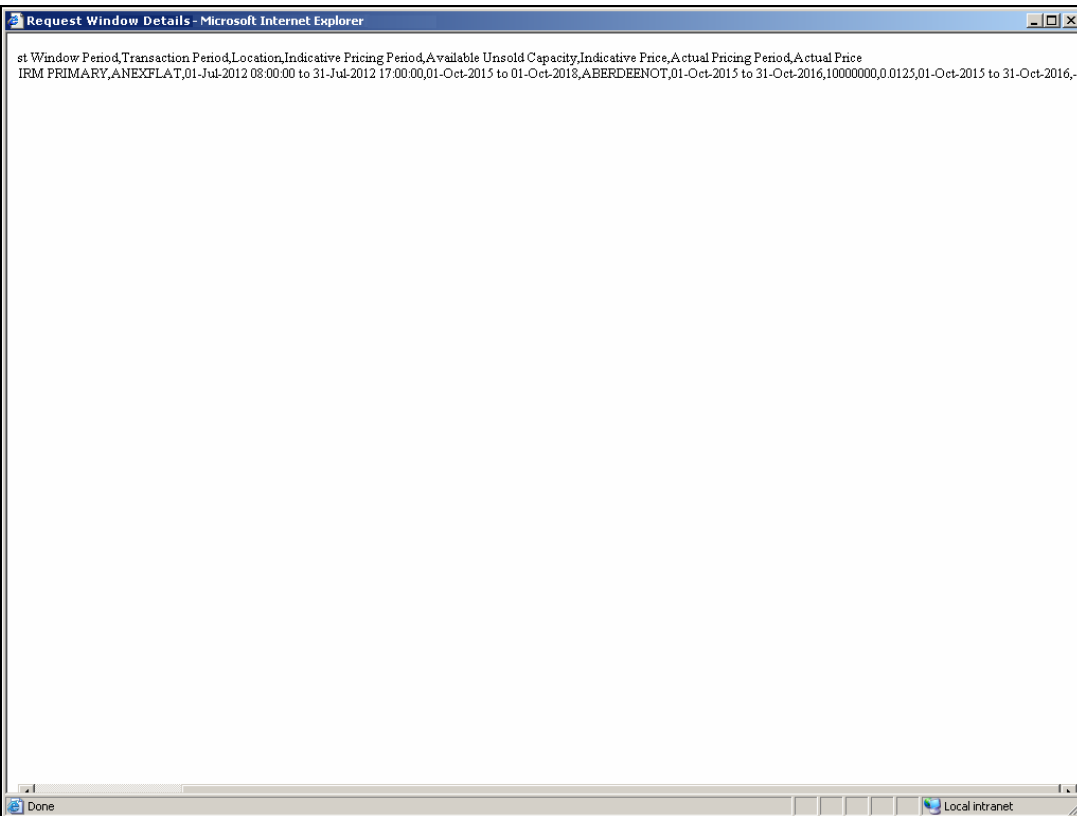 Request Window Details - Microsoft Internet Explorer
st Window Period,Transaction Period,Location,Indicative Pricing Period,Available Unsold Capacity,Indicative Price,Actual Pricing Period,Actual Price
IRM PRIMARY,ANEXFLAT,01-Jul-2012 08:00:00 to 31-Jul-2012 17:00:00,01-Oct-2015 to 01-Oct-2018,ABERDEENOT,01-Oct-2015 to 31-Oct-2016,10000000,0.0125,01-Oct-2015 to 31-Oct-2016,-
Done
Local intranet